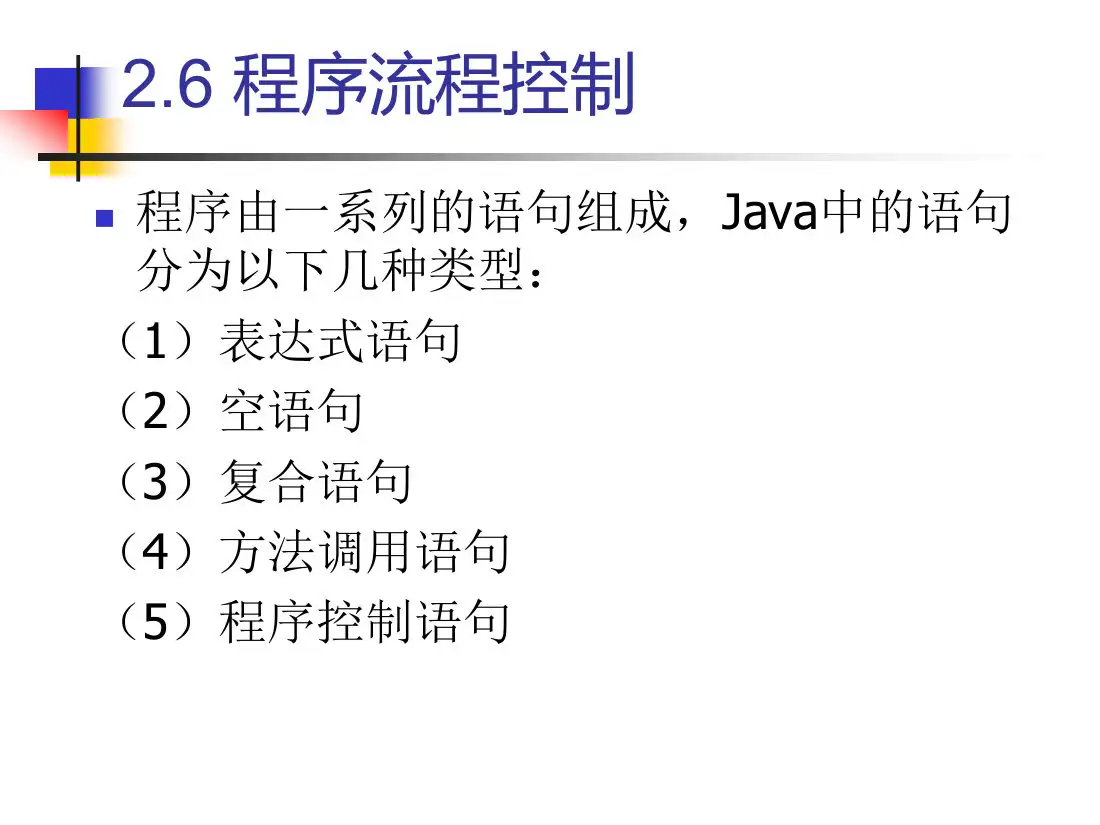 2.6 程序流程控制
程序由一系列的语句组成，Java中的语句
分为以下几种类型：
（1）表达式语句
（2）空语句
（3）复合语句
（4）方法调用语句
（5）程序控制语句